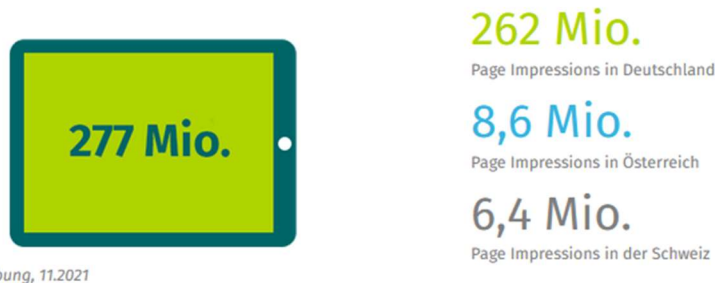 277 Mio.
262 Mio.
Page Impressions in Deutschland
8,6 Mio.
Page Impressions in Österreich
6,4 Mio.
Page Impressions in der Schweiz
11.2021